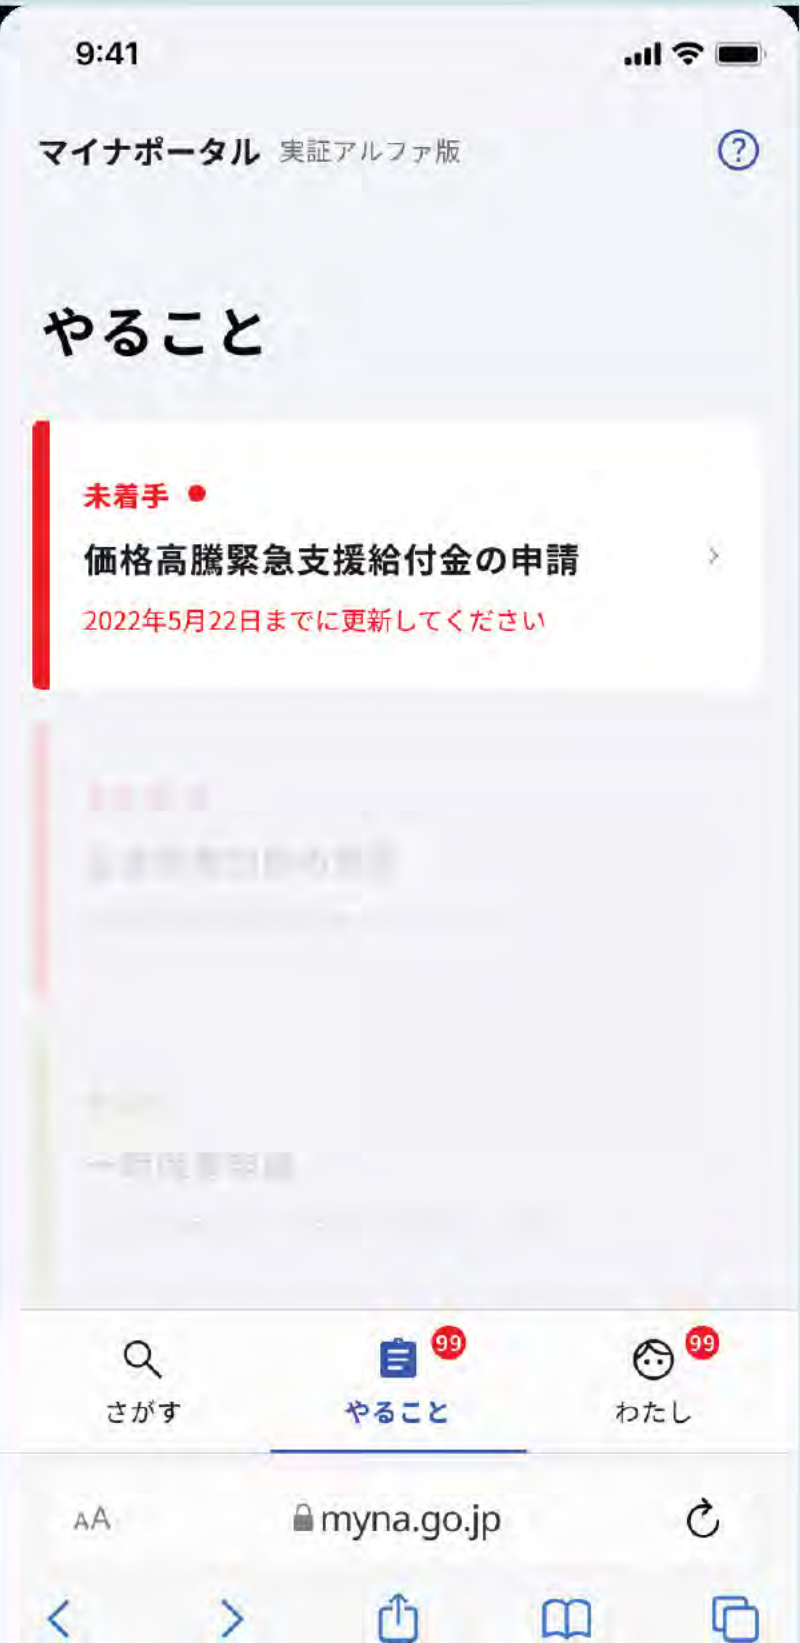 9:41
マイナポータル 実証アルファ版 ?
やること
未着手
価格高騰緊急支援給付金の申請
2022年5月22日までに更新してください
99 99
さがす やること わたし
AA myna.go.jp